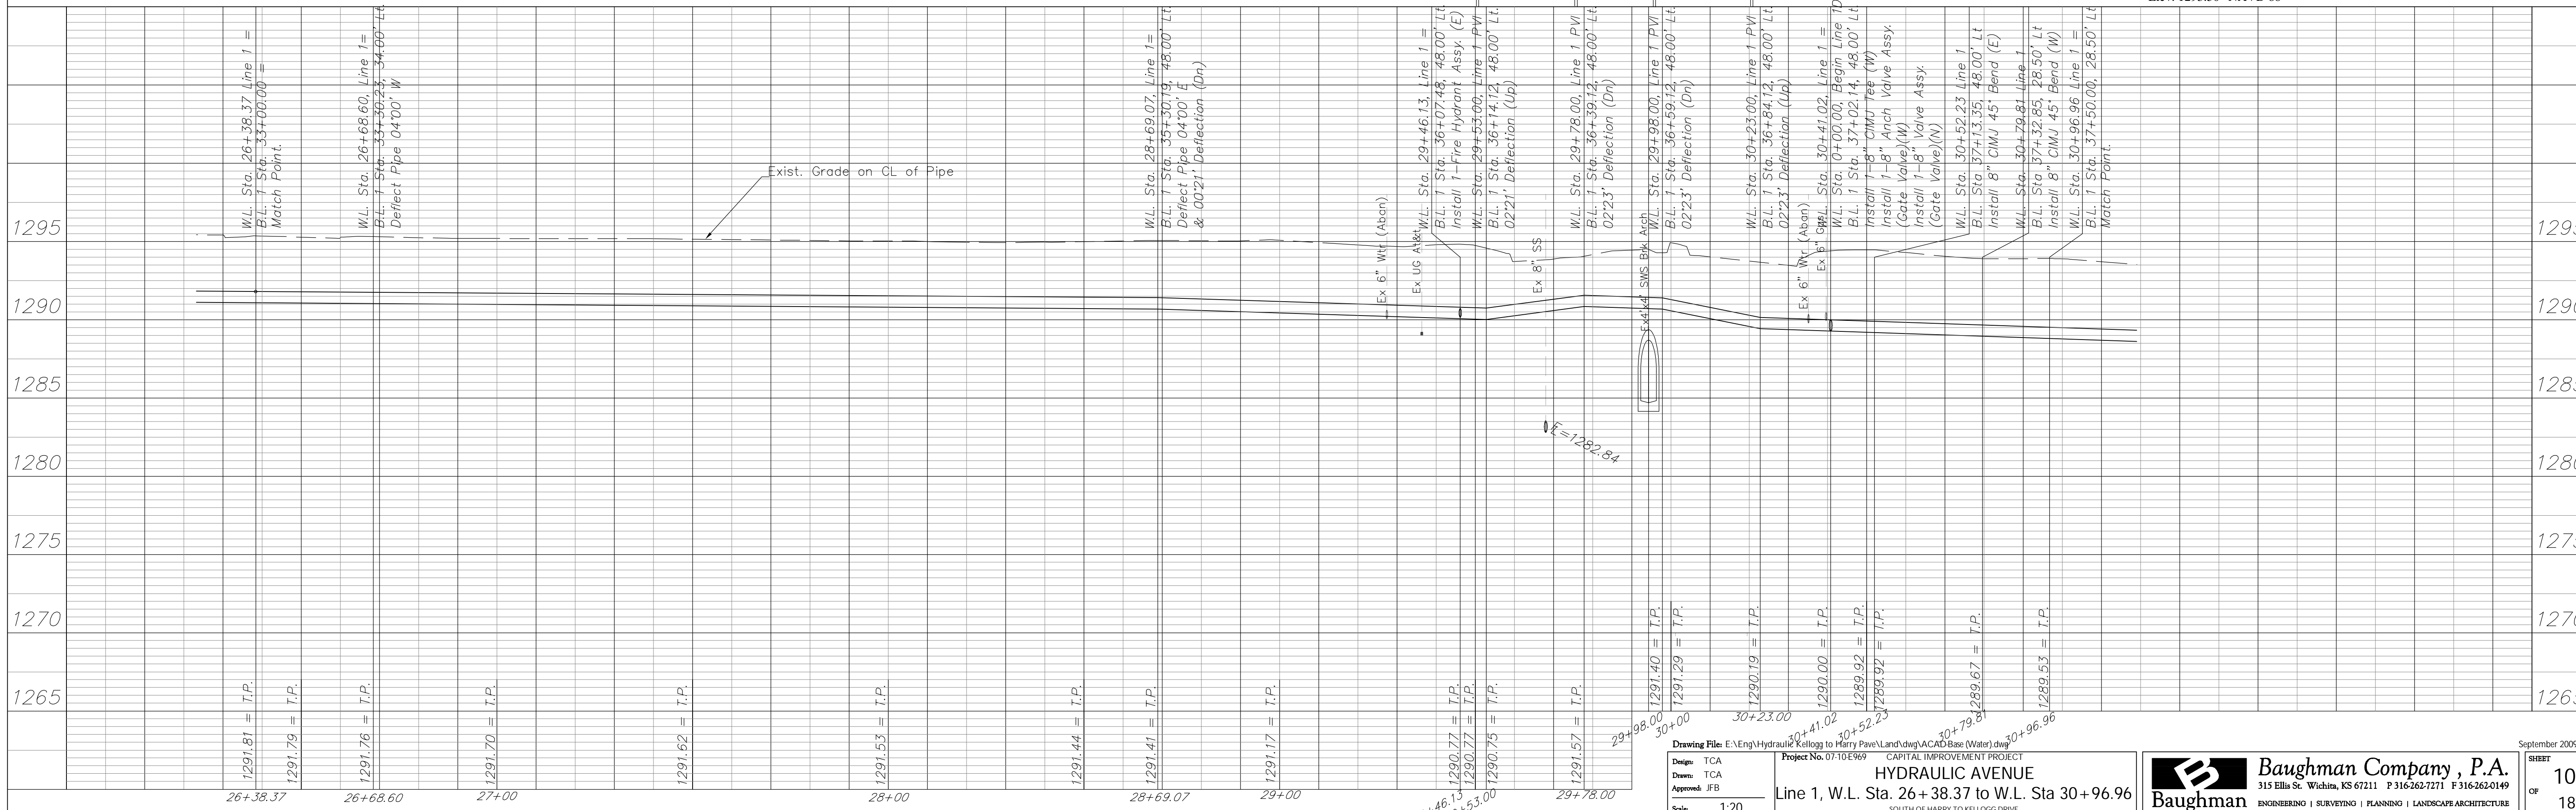 W.L. Sta. 26+38.37 Line 1 =
B.L. 1 Sta. 33+00.00 =
Match Point.
W.L. Sta. 26+68.60, Line 1=
B.L. 1 Sta. 33+30.23, 34.00' Lt.
Deflect Pipe 04°00' W
Exist. Grade on CL of Pipe
W.L. Sta. 28+69.07, Line 1=
B.L. 1 Sta. 35+30.19, 48.00' Lt.
Deflect Pipe 04°00' E
& 00°21' Deflection (Dn)
Ex 6" Wtr (Abcn)
Ex UG At&t
W.L. Sta. 29+46.13, Line 1 =
B.L. 1 Sta. 36+07.48, 48.00' Lt.
Install 1-Fire Hydrant Assy. (E)
W.L. Sta. 29+53.00, Line 1 PVI =
B.L. 1 Sta. 36+14.12, 48.00' Lt.
02°21' Deflection (Up)
Ex 8" SS
W.L. Sta. 29+78.00, Line 1 PVI =
B.L. 1 Sta. 36+39.12, 48.00' Lt.
02°23' Deflection (Dn)
Ex4'x4' SWS Brk Arch
W.L. Sta. 29+98.00, Line 1 PVI =
B.L. 1 Sta. 36+59.12, 48.00' Lt.
02°23' Deflection (Dn)
W.L. Sta. 30+23.00, Line 1 PVI =
B.L. 1 Sta. 36+84.12, 48.00' Lt.
02°23' Deflection (Up)
Ex 6" Wtr (Aban)
Ex 6" Gas
W.L. Sta. 30+41.02, Line 1 =
W.L. Sta. 0+00.00, Begin Line 1D
B.L. 1 Sta. 37+02.14, 48.00' Lt.
Install 1-8" CIMJ Tee (W)
Install 1-8" Anch Valve Assy.
(Gate Valve)(W)
Install 1-8" Valve Assy.
(Gate Valve)(N)
W.L. Sta. 30+52.23 Line 1
B.L. 1 Sta 37+13.35, 48.00' Lt
Install 8" CIMJ 45° Bend (E)
W.L. Sta. 30+79.81 Line 1
B.L. 1 Sta 37+32.85, 28.50' Lt
Install 8" CIMJ 45° Bend (W)
W.L. Sta. 30+96.96 Line 1 =
B.L. 1 Sta. 37+50.00, 28.50' Lt
Match Point.
1295
1290
1285
1280
1275
1270
1265
=1282.84
1291.81 = T.P.
1291.79 = T.P.
1291.76 = T.P.
1291.70 = T.P.
1291.62 = T.P.
1291.53 = T.P.
1291.44 = T.P.
1291.41 = T.P.
1291.17 = T.P.
1290.77 = T.P.
1290.77 = T.P.
1290.75 = T.P.
1291.57 = T.P.
1291.40 = T.P.
1291.29 = T.P.
1290.19 = T.P.
1290.00 = T.P.
1289.92 = T.P.
1289.92 = T.P.
1289.67 = T.P.
1289.53 = T.P.
26+38.37
26+68.60
27+00
28+00
28+69.07
29+00
+46.13
+53.00
29+78.00
29+98.00
30+00
30+23.00
30+41.02
30+52.23
30+79.81
30+96.96
Drawing File: E:\Eng\Hydraulic Kellogg to Harry Pave\Land\dwg\ACAD-Base (Water).dwg
September 2009
Design: TCA
Drawn: TCA
Approved: JFB
Scale: 1:20
Project No. 07-10-E969
CAPITAL IMPROVEMENT PROJECT
HYDRAULIC AVENUE
Line 1, W.L. Sta. 26+38.37 to W.L. Sta 30+96.96
SOUTH OF HARRY TO KELLOGG DRIVE
Baughman
Baughman Company, P.A.
315 Ellis St. Wichita, KS 67211 P 316-262-7271 F 316-262-0149
ENGINEERING | SURVEYING | PLANNING | LANDSCAPE ARCHITECTURE
SHEET
10
OF